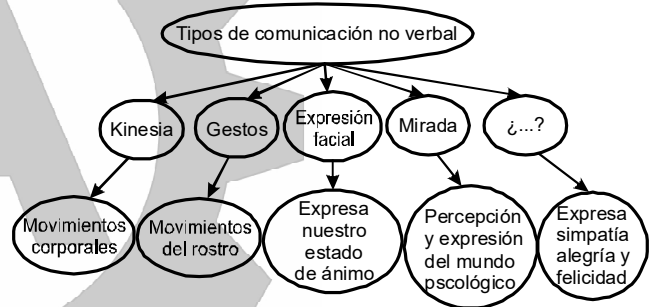 Tipos de comunicación no verbal
Kinesia
Gestos
Expresión
facial
Mirada
¿...?
Movimientos
corporales
Movimientos
del rostro
Expresa
nuestro
estado
de ánimo
Percepción
y expresión
del mundo
pscológico
Expresa
simpatía
alegría y
felicidad